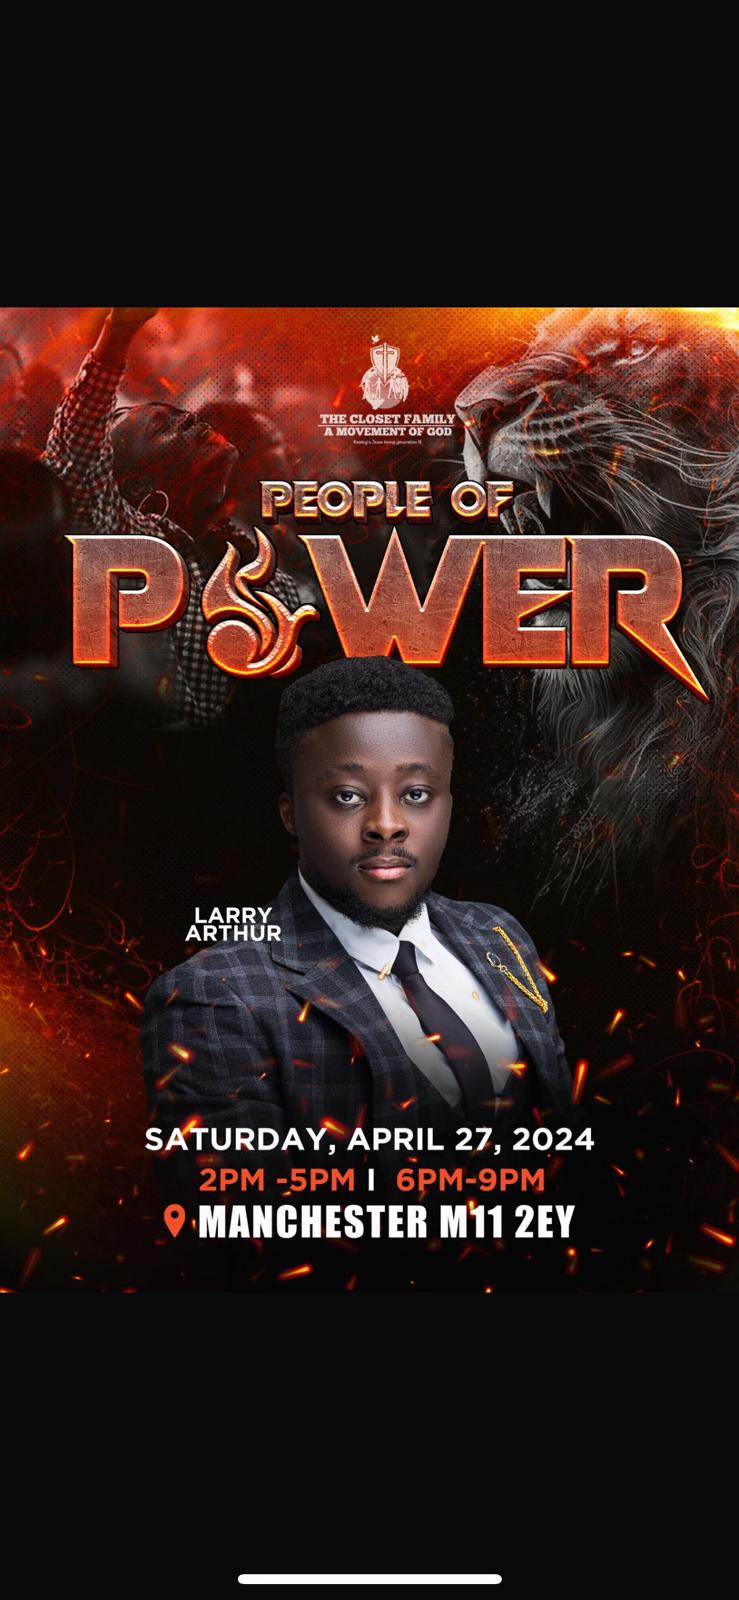 THE CLOSET FAMILY
A MOVEMENT OF GOD
PEOPLE OF
POWER
LARRY
ARTHUR
SATURDAY, APRIL 27, 2024
2PM -5PM | 6PM-9PM
MANCHESTER M11 2EY